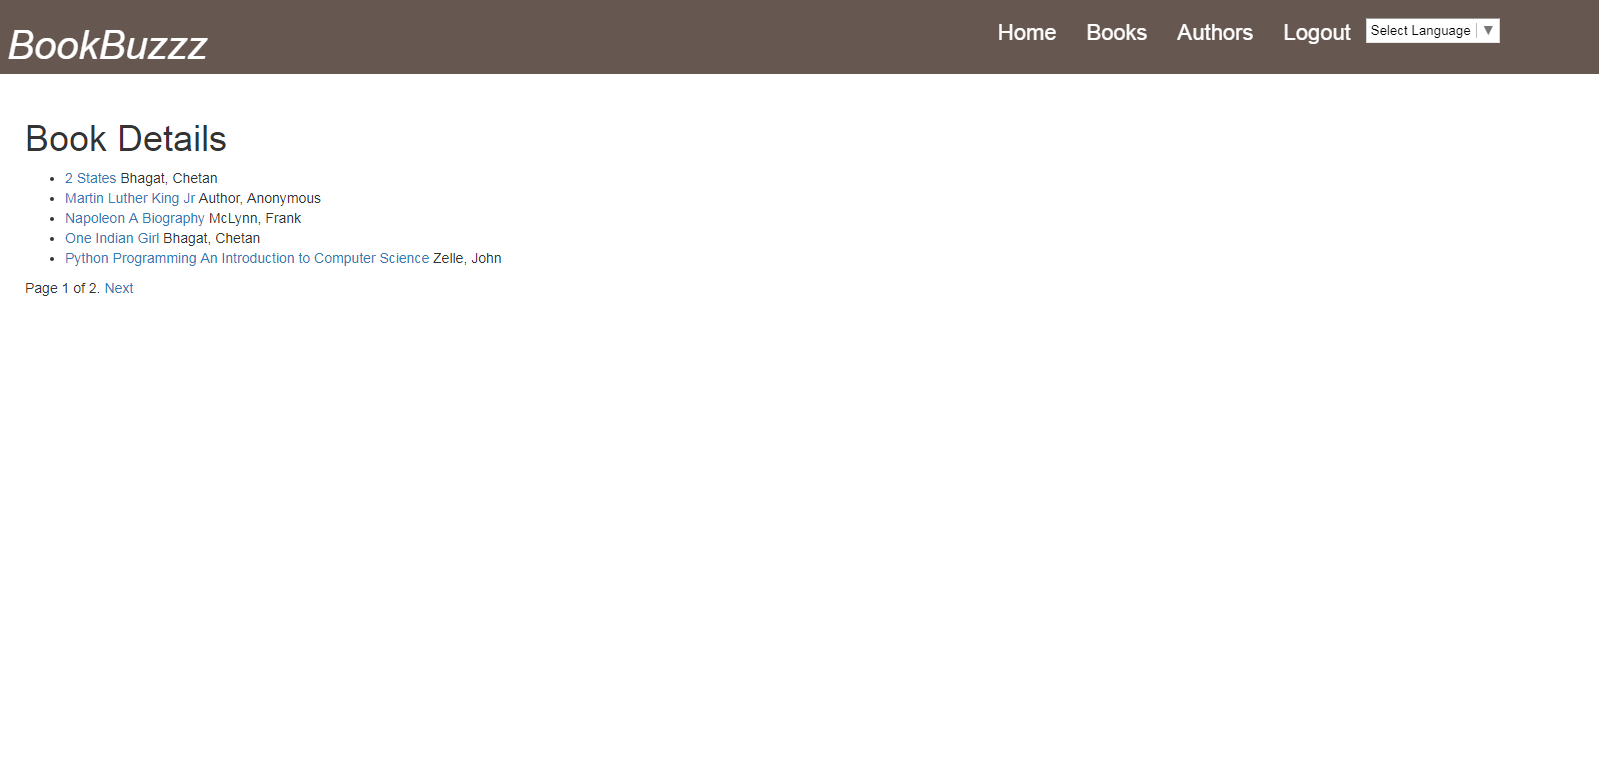 BookBuzzz
Home Books Authors Logout Select Language ▼
Book Details
• 2 States Bhagat, Chetan
• Martin Luther King Jr Author, Anonymous
• Napoleon A Biography McLynn, Frank
• One Indian Girl Bhagat, Chetan
• Python Programming An Introduction to Computer Science Zelle, John
Page 1 of 2. Next